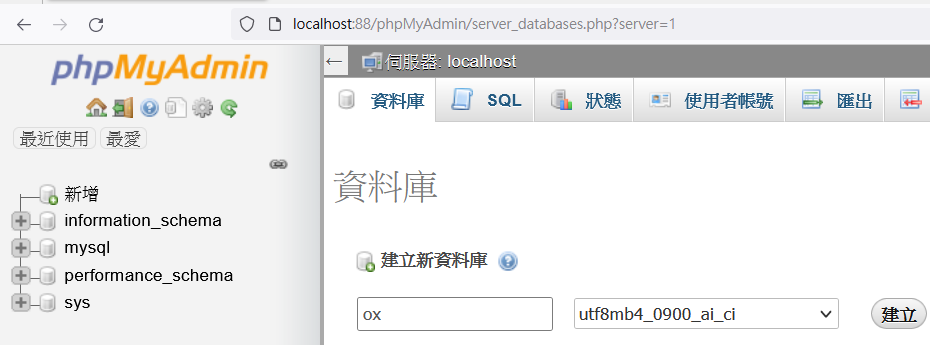 localhost:88/phpMyAdmin/server_databases.php?server=1
phpMyAdmin
最近使用 最愛
新增
information_schema
mysql
performance_schema
sys
伺服器: localhost
資料庫 SQL 狀態 使用者帳號 匯出
資料庫
建立新資料庫
ox utf8mb4_0900_ai_ci 建立